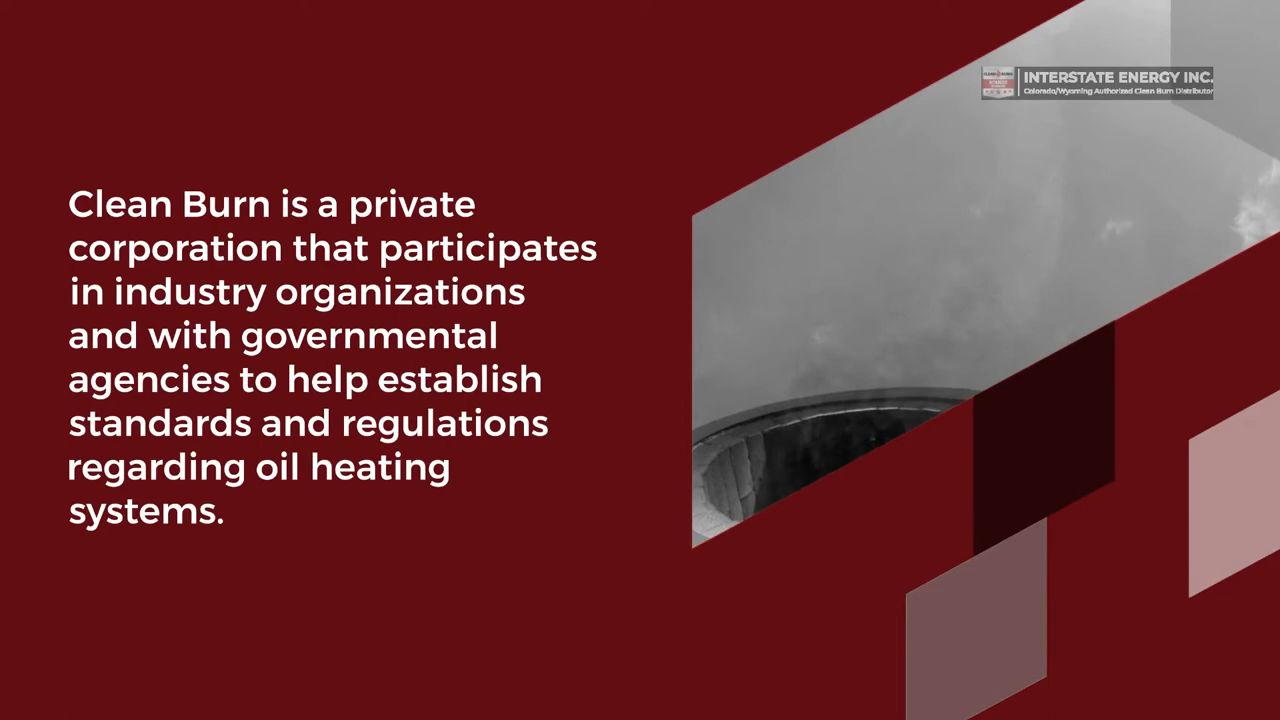 INTERSTATE ENERGY INC.
Colorado/Wyoming Authorized Clean Burn Distributor
Clean Burn is a private
corporation that participates
in industry organizations
and with governmental
agencies to help establish
standards and regulations
regarding oil heating
systems.